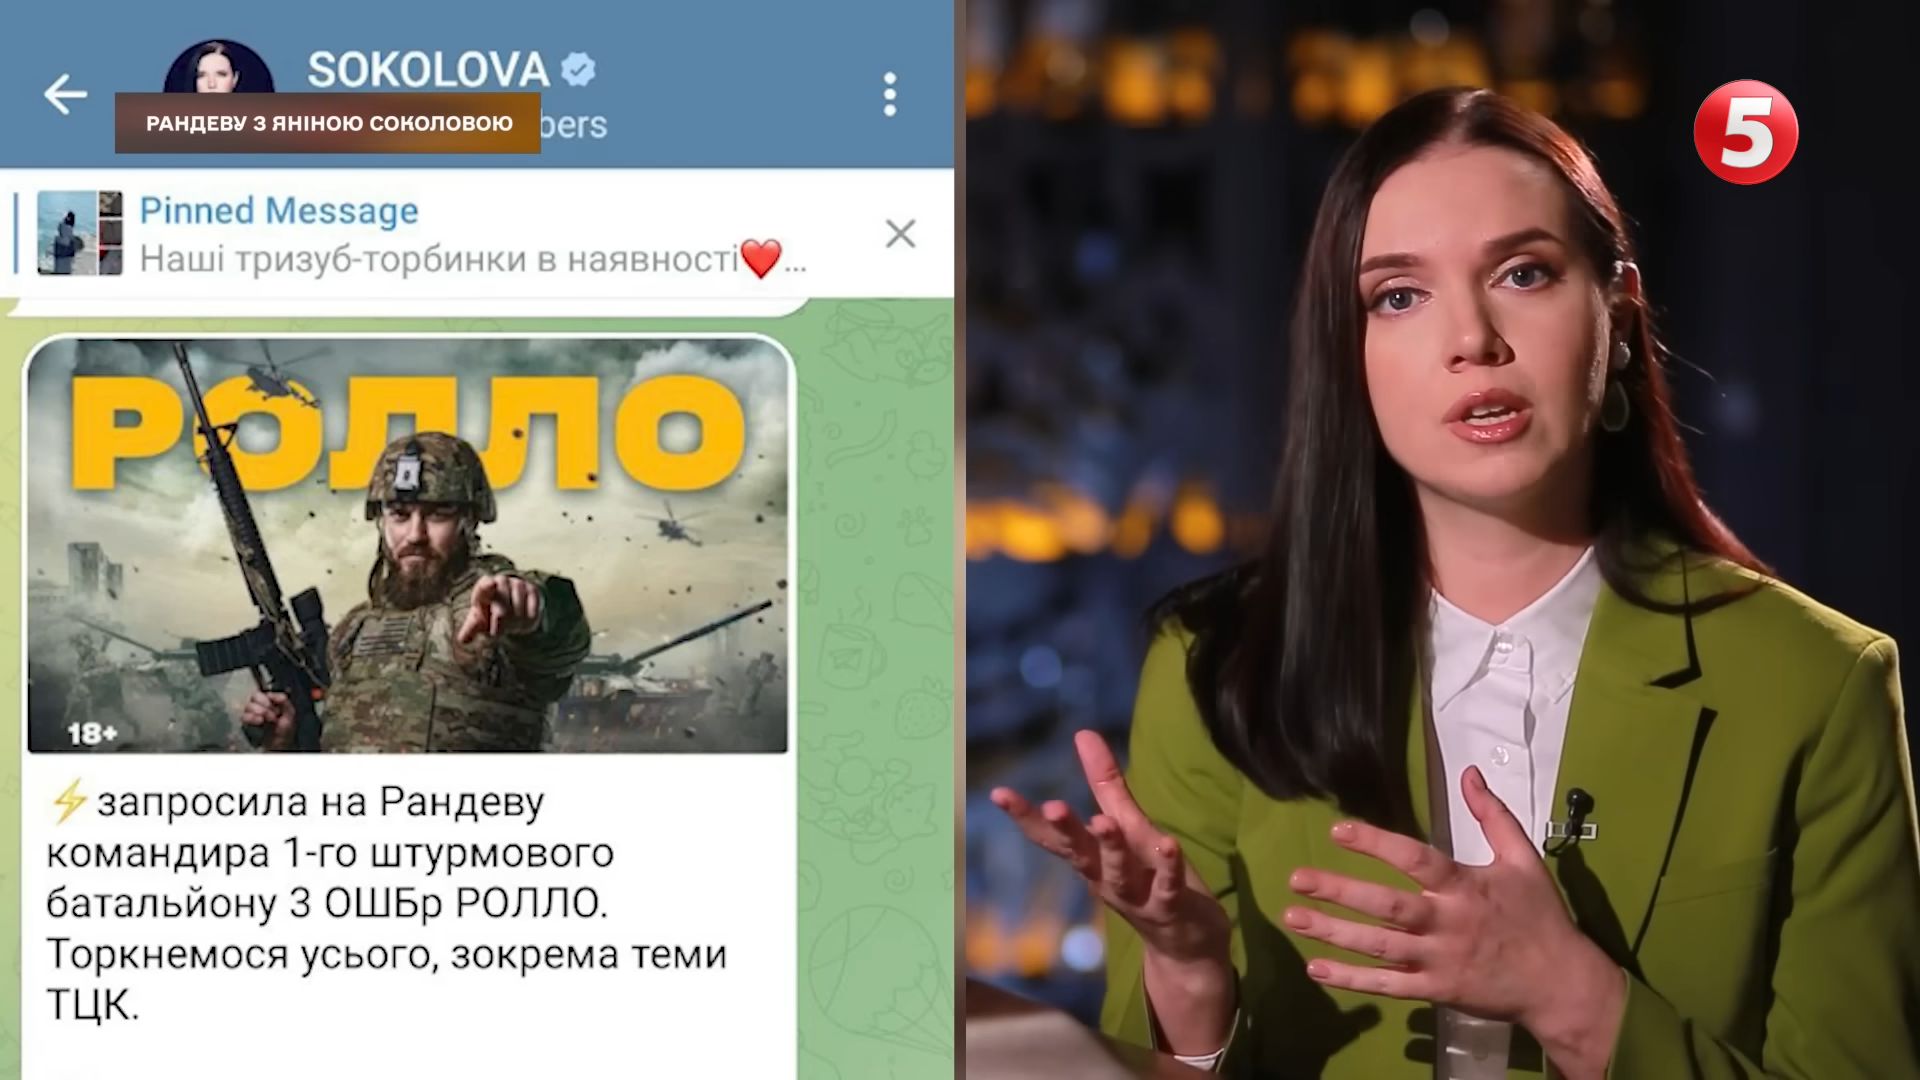 SOKOLOVA
РАНДЕВУ З ЯНІНОЮ СОКОЛОВОЮ
Pinned Message
Наші тризуб-торбинки в наявності❤️...
РОЛЛО
18+
⚡запросила на Рандеву
командира 1-го штурмового
батальйону 3 ОШБр РОЛЛО.
Торкнемося усього, зокрема теми
ТЦК.
5